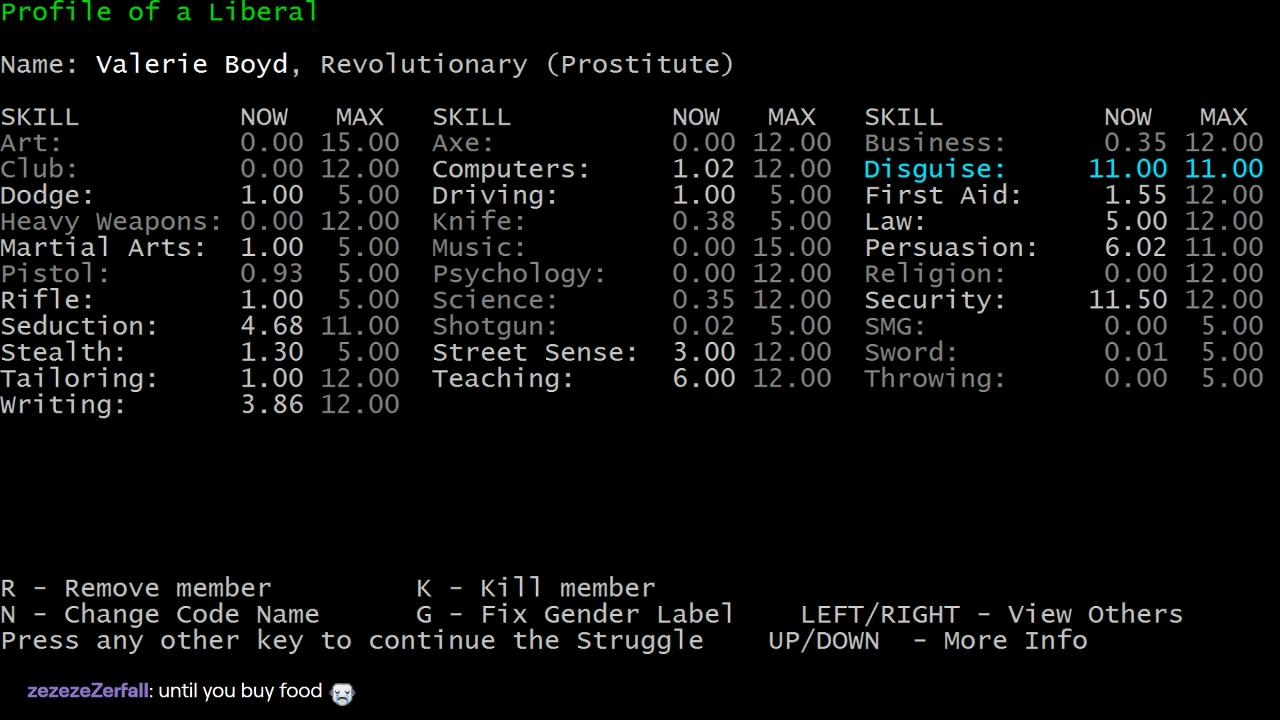 Profile of a Liberal
Name: Valerie Boyd, Revolutionary (Prostitute)
SKILL NOW MAX SKILL NOW MAX SKILL NOW MAX
Art: 0.00 15.00 Axe: 0.00 12.00 Business: 0.35 12.00
Club: 0.00 12.00 Computers: 1.02 12.00 Disguise: 11.00 11.00
Dodge: 1.00 5.00 Driving: 1.00 5.00 First Aid: 1.55 12.00
Heavy Weapons: 0.00 12.00 Knife: 0.38 5.00 Law: 5.00 12.00
Martial Arts: 1.00 5.00 Music: 0.00 15.00 Persuasion: 6.02 11.00
Pistol: 0.93 5.00 Psychology: 0.00 12.00 Religion: 0.00 12.00
Rifle: 1.00 5.00 Science: 0.35 12.00 Security: 11.50 12.00
Seduction: 4.68 11.00 Shotgun: 0.02 5.00 SMG: 0.00 5.00
Stealth: 1.30 5.00 Street Sense: 3.00 12.00 Sword: 0.01 5.00
Tailoring: 1.00 12.00 Teaching: 6.00 12.00 Throwing: 0.00 5.00
Writing: 3.86 12.00
R - Remove member K - Kill member
N - Change Code Name G - Fix Gender Label LEFT/RIGHT - View Others
Press any other key to continue the Struggle UP/DOWN - More Info
zezezeZerfall: until you buy food